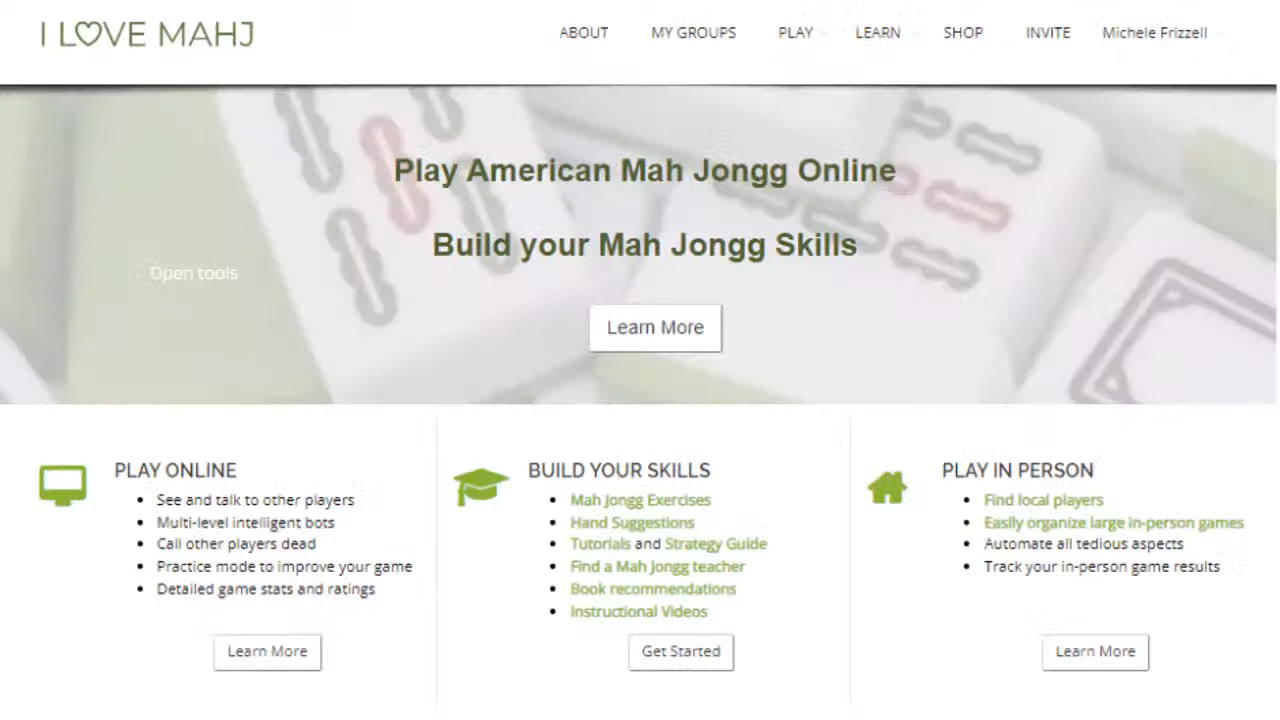 I LOVE MAHJ
ABOUT MY GROUPS PLAY LEARN SHOP INVITE Michele Frizzell
Play American Mah Jongg Online
Build your Mah Jongg Skills
Open tools
Learn More
PLAY ONLINE
See and talk to other players
Multi-level intelligent bots
Call other players dead
Practice mode to improve your game
Detailed game stats and ratings
Learn More
BUILD YOUR SKILLS
Mah Jongg Exercises
Hand Suggestions
Tutorials and Strategy Guide
Find a Mah Jongg teacher
Book recommendations
Instructional Videos
Get Started
PLAY IN PERSON
Find local players
Easily organize large in-person games
Automate all tedious aspects
Track your in-person game results
Learn More